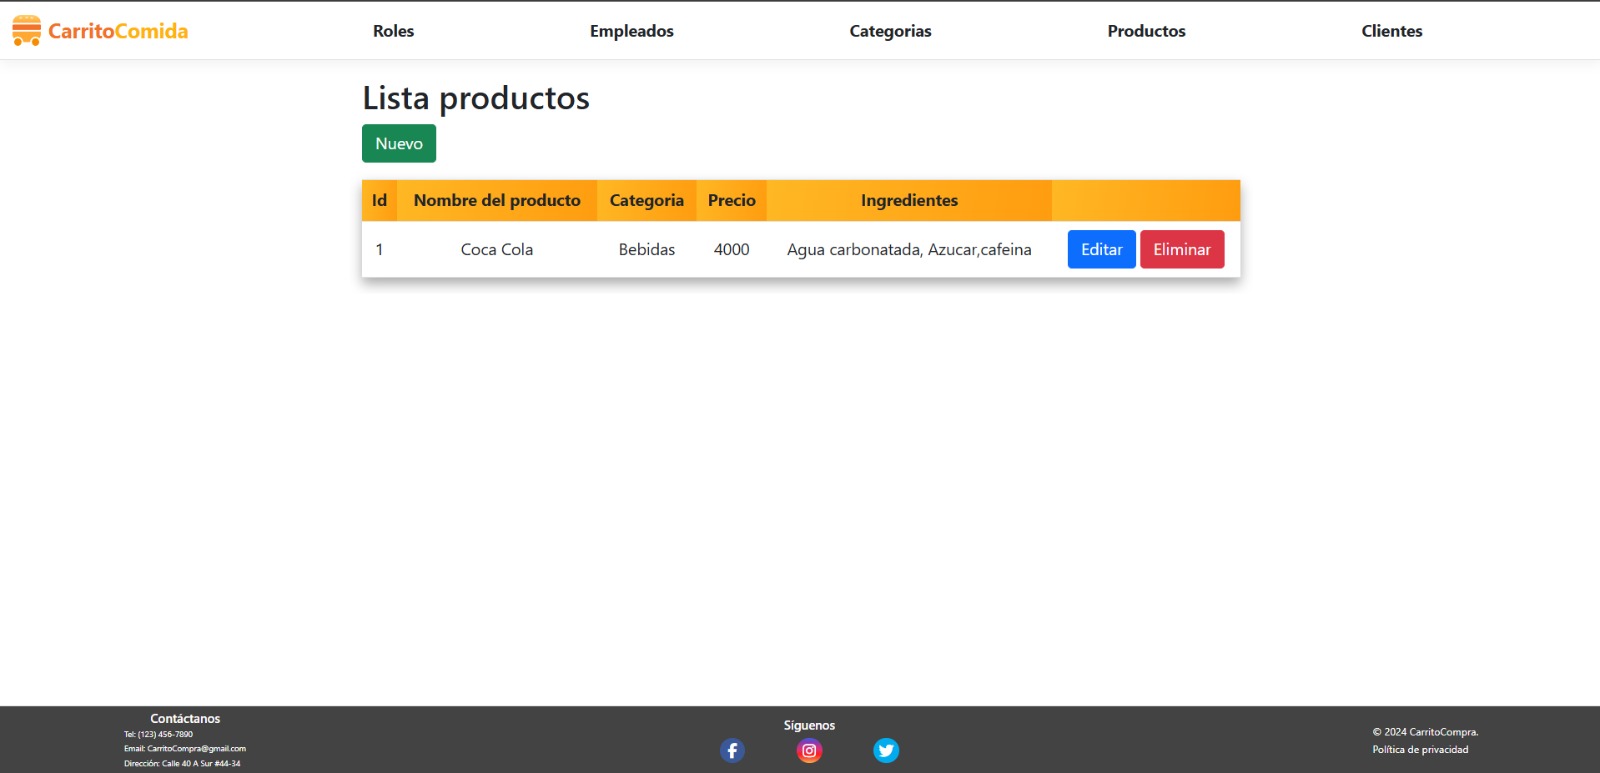 CarritoComida Roles Empleados Categorias Productos Clientes
Lista productos
Nuevo
Id Nombre del producto Categoria Precio Ingredientes
1 Coca Cola Bebidas 4000 Agua carbonatada, Azucar,cafeina Editar Eliminar
Contáctanos
Tel: (123) 456-7890
Email: CarritoCompra@gmail.com
Dirección: Calle 40 A Sur #44-34
Síguenos
© 2024 CarritoCompra.
Política de privacidad